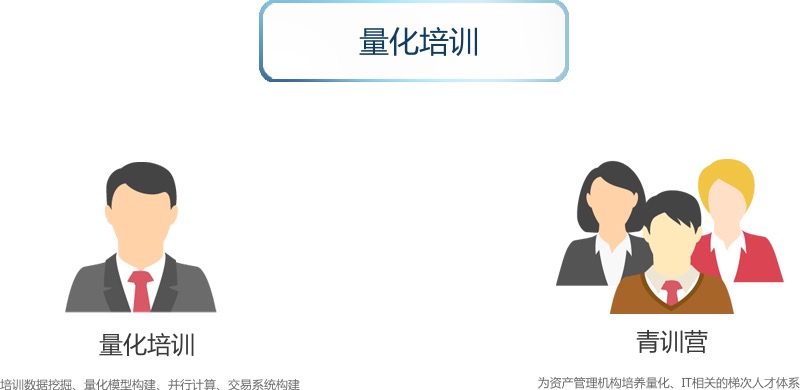 量化培训
量化培训
培训数据挖掘、量化模型构建、并行计算、交易系统构建
青训营
为资产管理机构培养量化、IT相关的梯次人才体系